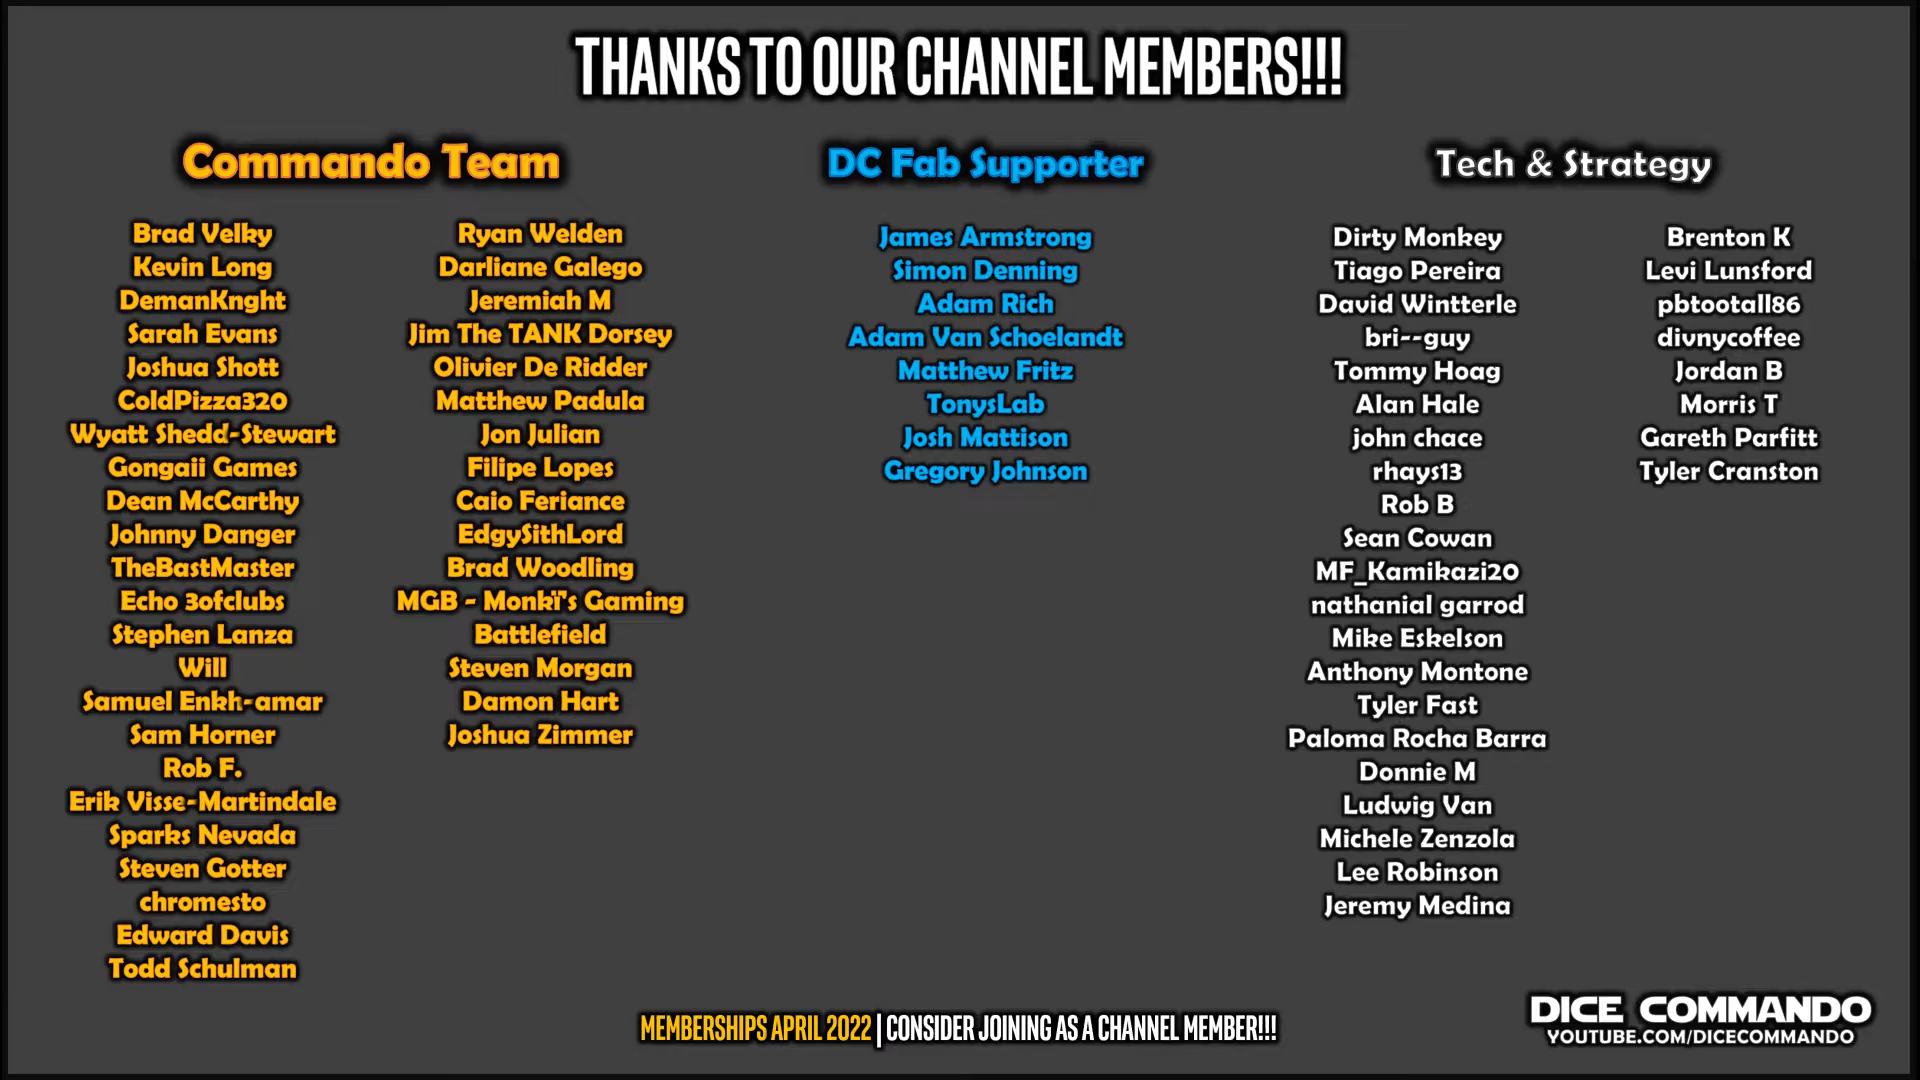 THANKS TO OUR CHANNEL MEMBERS!!!
Commando Team
Brad Velky
Kevin Long
DemanKnght
Sarah Evans
Joshua Shott
ColdPizza320
Wyatt Shedd-Stewart
Gongaii Games
Dean McCarthy
Johnny Danger
TheBastMaster
Echo 3ofclubs
Stephen Lanza
Will
Samuel Enkh-amar
Sam Horner
Rob F.
Erik Visse-Martindale
Sparks Nevada
Steven Gotter
chromesto
Edward Davis
Todd Schulman
Ryan Welden
Darliane Galego
Jeremiah M
Jim The TANK Dorsey
Olivier De Ridder
Matthew Padula
Jon Julian
Filipe Lopes
Caio Feriance
EdgySithLord
Brad Woodling
MGB - Monkï's Gaming
Battlefield
Steven Morgan
Damon Hart
Joshua Zimmer
DC Fab Supporter
James Armstrong
Simon Denning
Adam Rich
Adam Van Schoelandt
Matthew Fritz
TonysLab
Josh Mattison
Gregory Johnson
Tech & Strategy
Dirty Monkey
Tiago Pereira
David Wintterle
bri--guy
Tommy Hoag
Alan Hale
john chace
rhays13
Rob B
Sean Cowan
MF_Kamikazi20
nathanial garrod
Mike Eskelson
Anthony Montone
Tyler Fast
Paloma Rocha Barra
Donnie M
Ludwig Van
Michele Zenzola
Lee Robinson
Jeremy Medina
Brenton K
Levi Lunsford
pbtootall86
divnycoffee
Jordan B
Morris T
Gareth Parfitt
Tyler Cranston
MEMBERSHIPS APRIL 2022 | CONSIDER JOINING AS A CHANNEL MEMBER!!!
DICE COMMANDO
YOUTUBE.COM/DICECOMMANDO